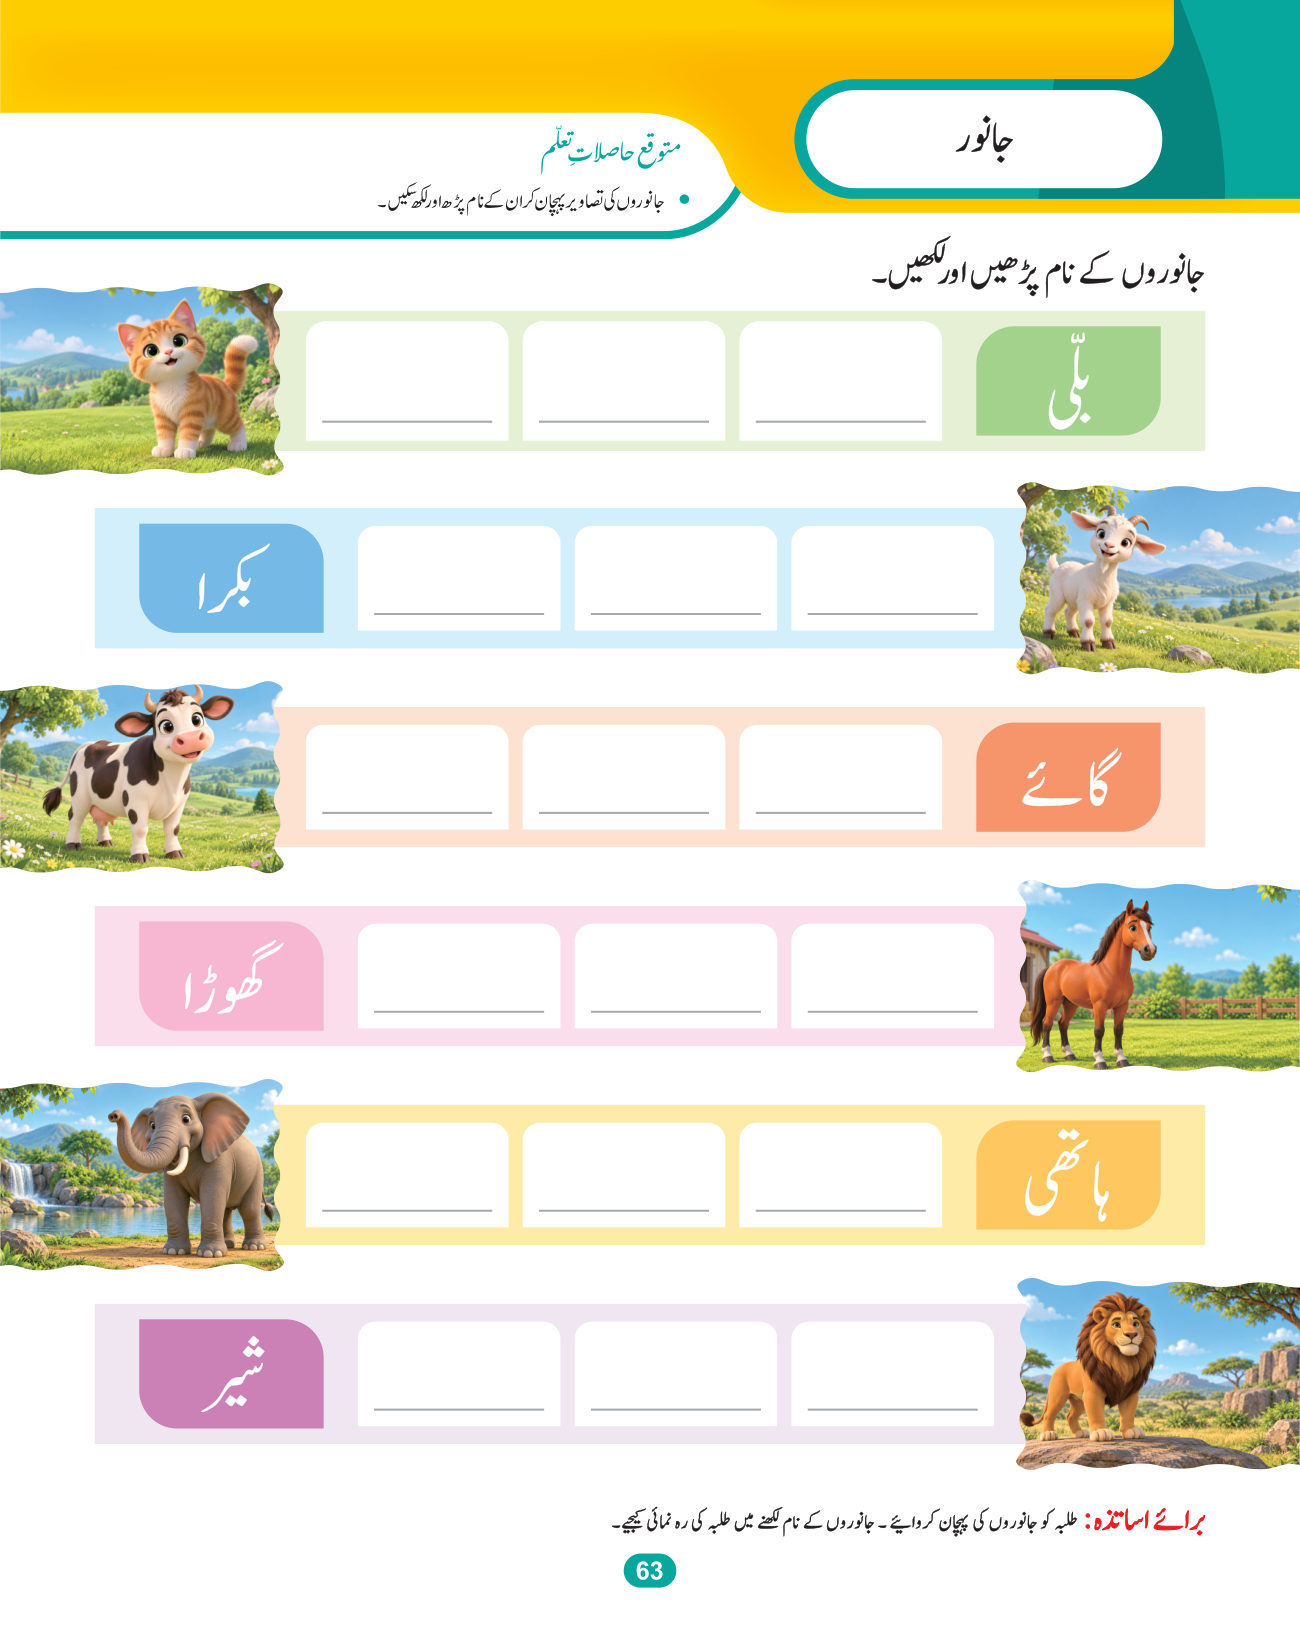 جانور
متوقع حاصلاتِ تعلّم
• جانوروں کی تصاویر پہچان کر ان کے نام پڑھ اور لکھ سکیں۔
جانوروں کے نام پڑھیں اور لکھیں۔
بلّی
بکرا
گائے
گھوڑا
ہاتھی
شیر
برائے اساتذہ: طلبہ کو جانوروں کی پہچان کروائیے۔ جانوروں کے نام لکھنے میں طلبہ کی رہ نمائی کیجیے۔
63